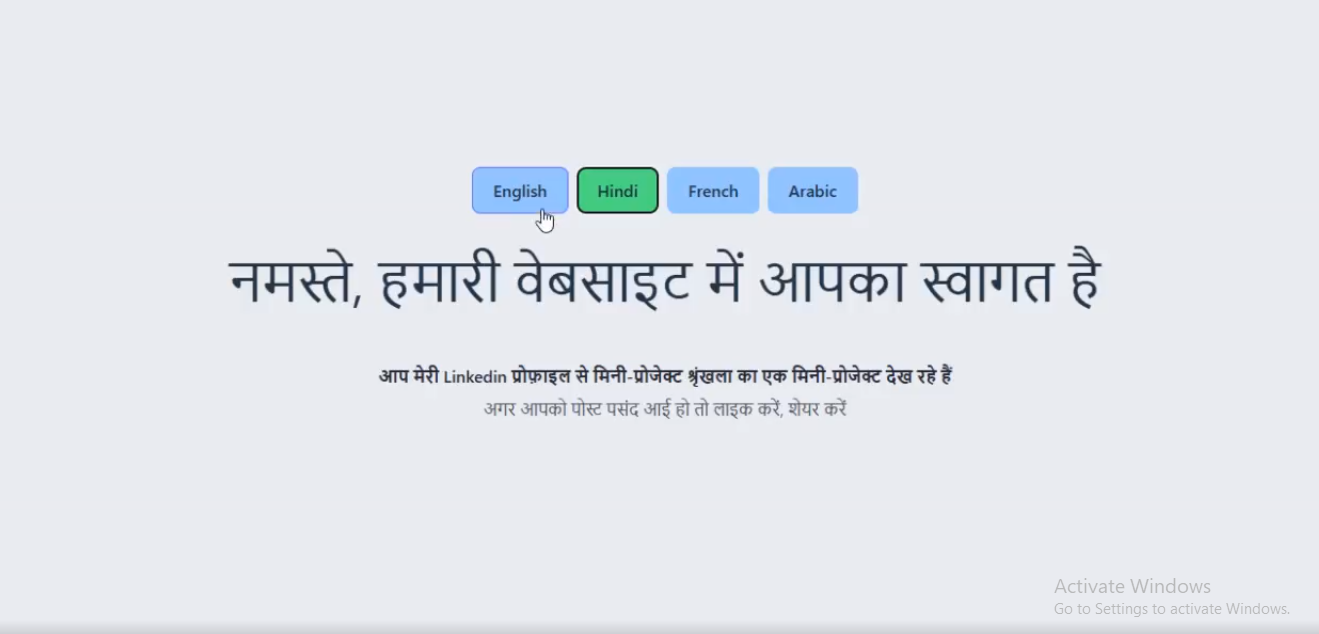 English Hindi French Arabic
नमस्ते, हमारी वेबसाइट में आपका स्वागत है
आप मेरी Linkedin प्रोफ़ाइल से मिनी-प्रोजेक्ट श्रृंखला का एक मिनी-प्रोजेक्ट देख रहे हैं
अगर आपको पोस्ट पसंद आई हो तो लाइक करें, शेयर करें
Activate Windows
Go to Settings to activate Windows.